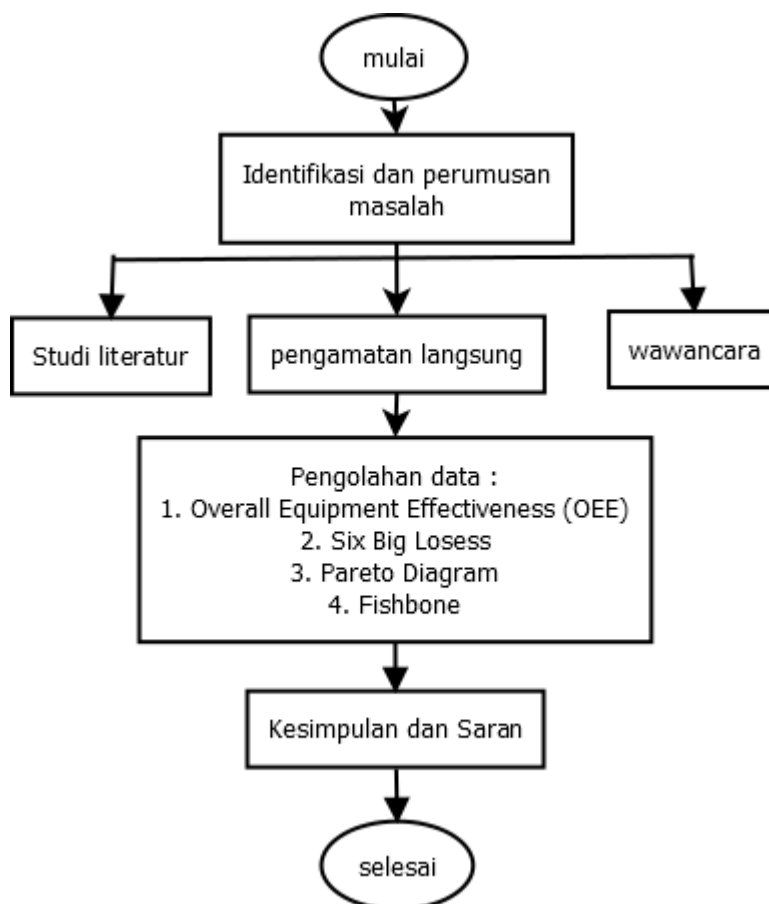 mulai
Identifikasi dan perumusan
masalah
Studi literatur
pengamatan langsung
wawancara
Pengolahan data :
1. Overall Equipment Effectiveness (OEE)
2. Six Big Losess
3. Pareto Diagram
4. Fishbone
Kesimpulan dan Saran
selesai